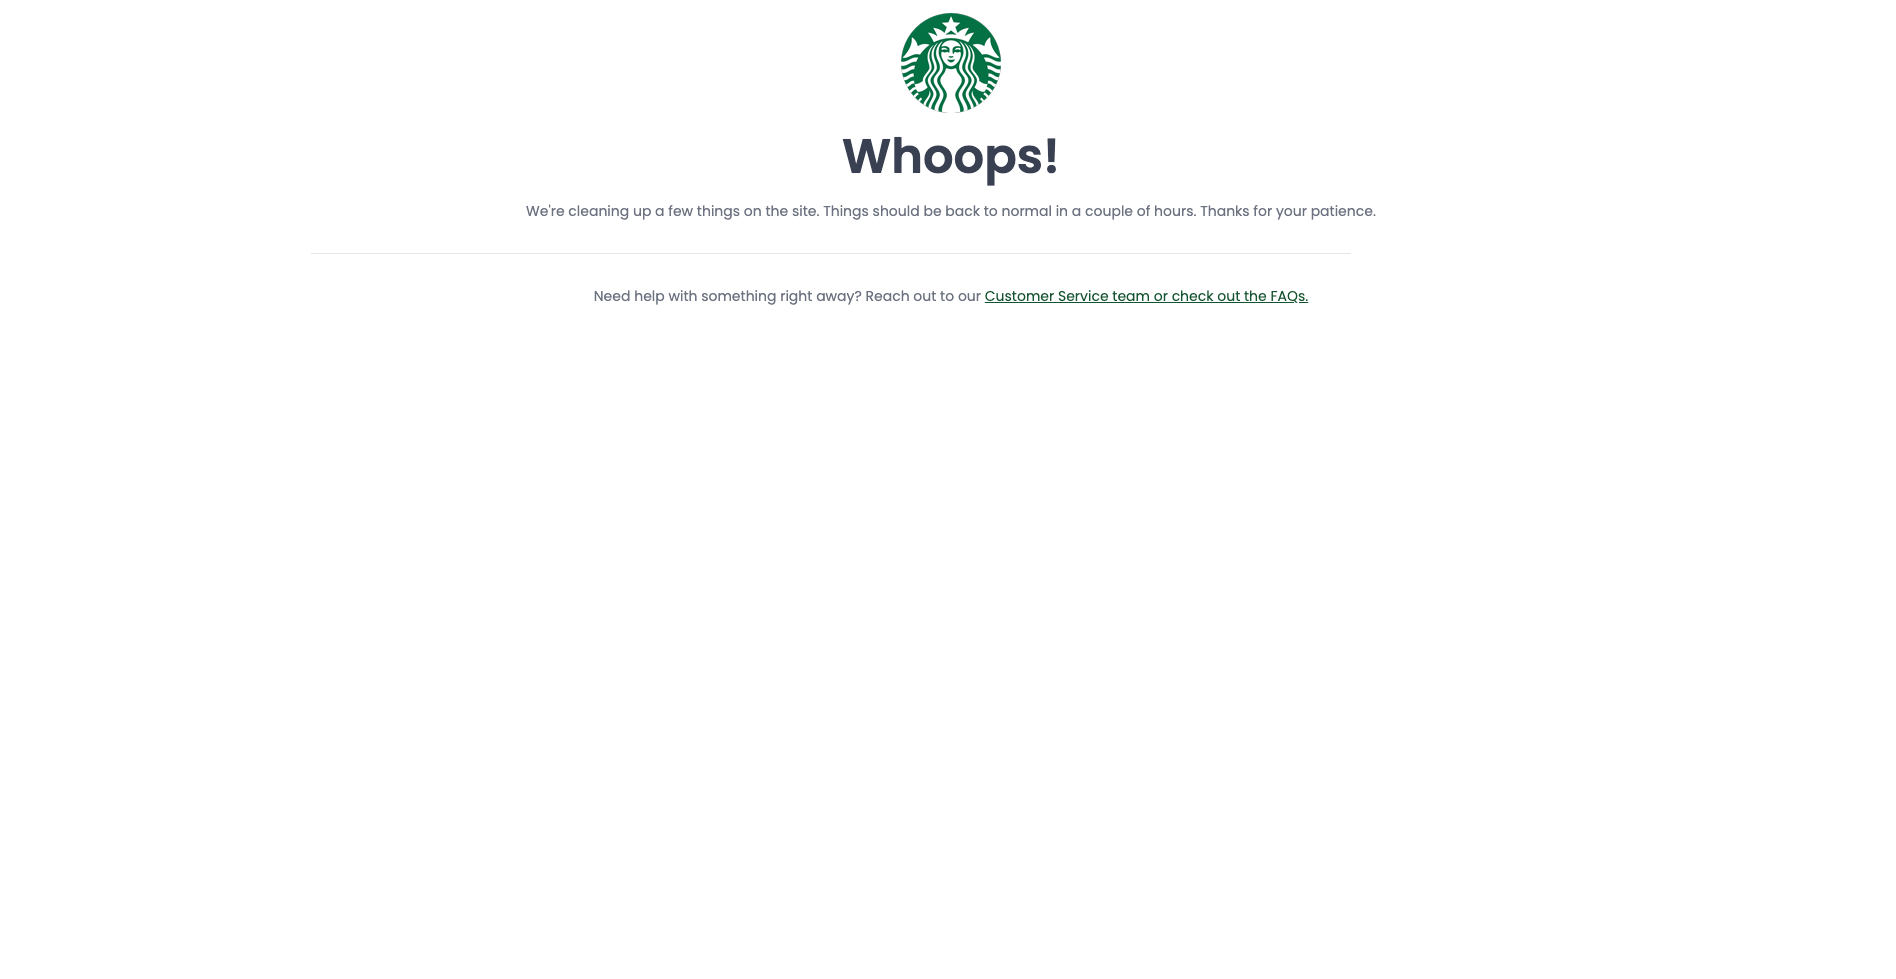 Whoops!
We're cleaning up a few things on the site. Things should be back to normal in a couple of hours. Thanks for your patience.
Need help with something right away? Reach out to our Customer Service team or check out the FAQs.